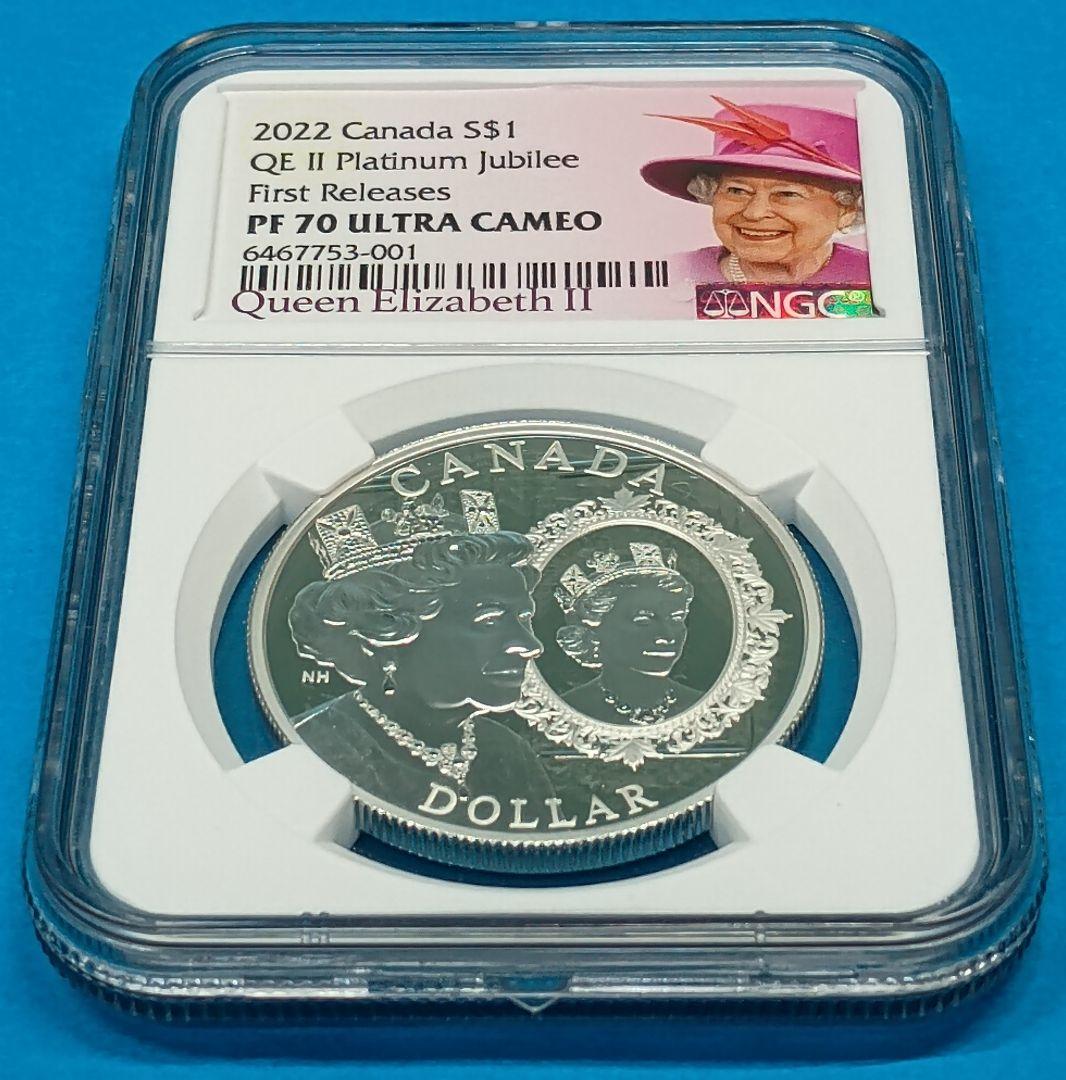 2022 Canada S$1
QE II Platinum Jubilee
First Releases
PF 70 ULTRA CAMEO
6467753-001
Queen Elizabeth II
NGC
CANADA
NH
DOLLAR